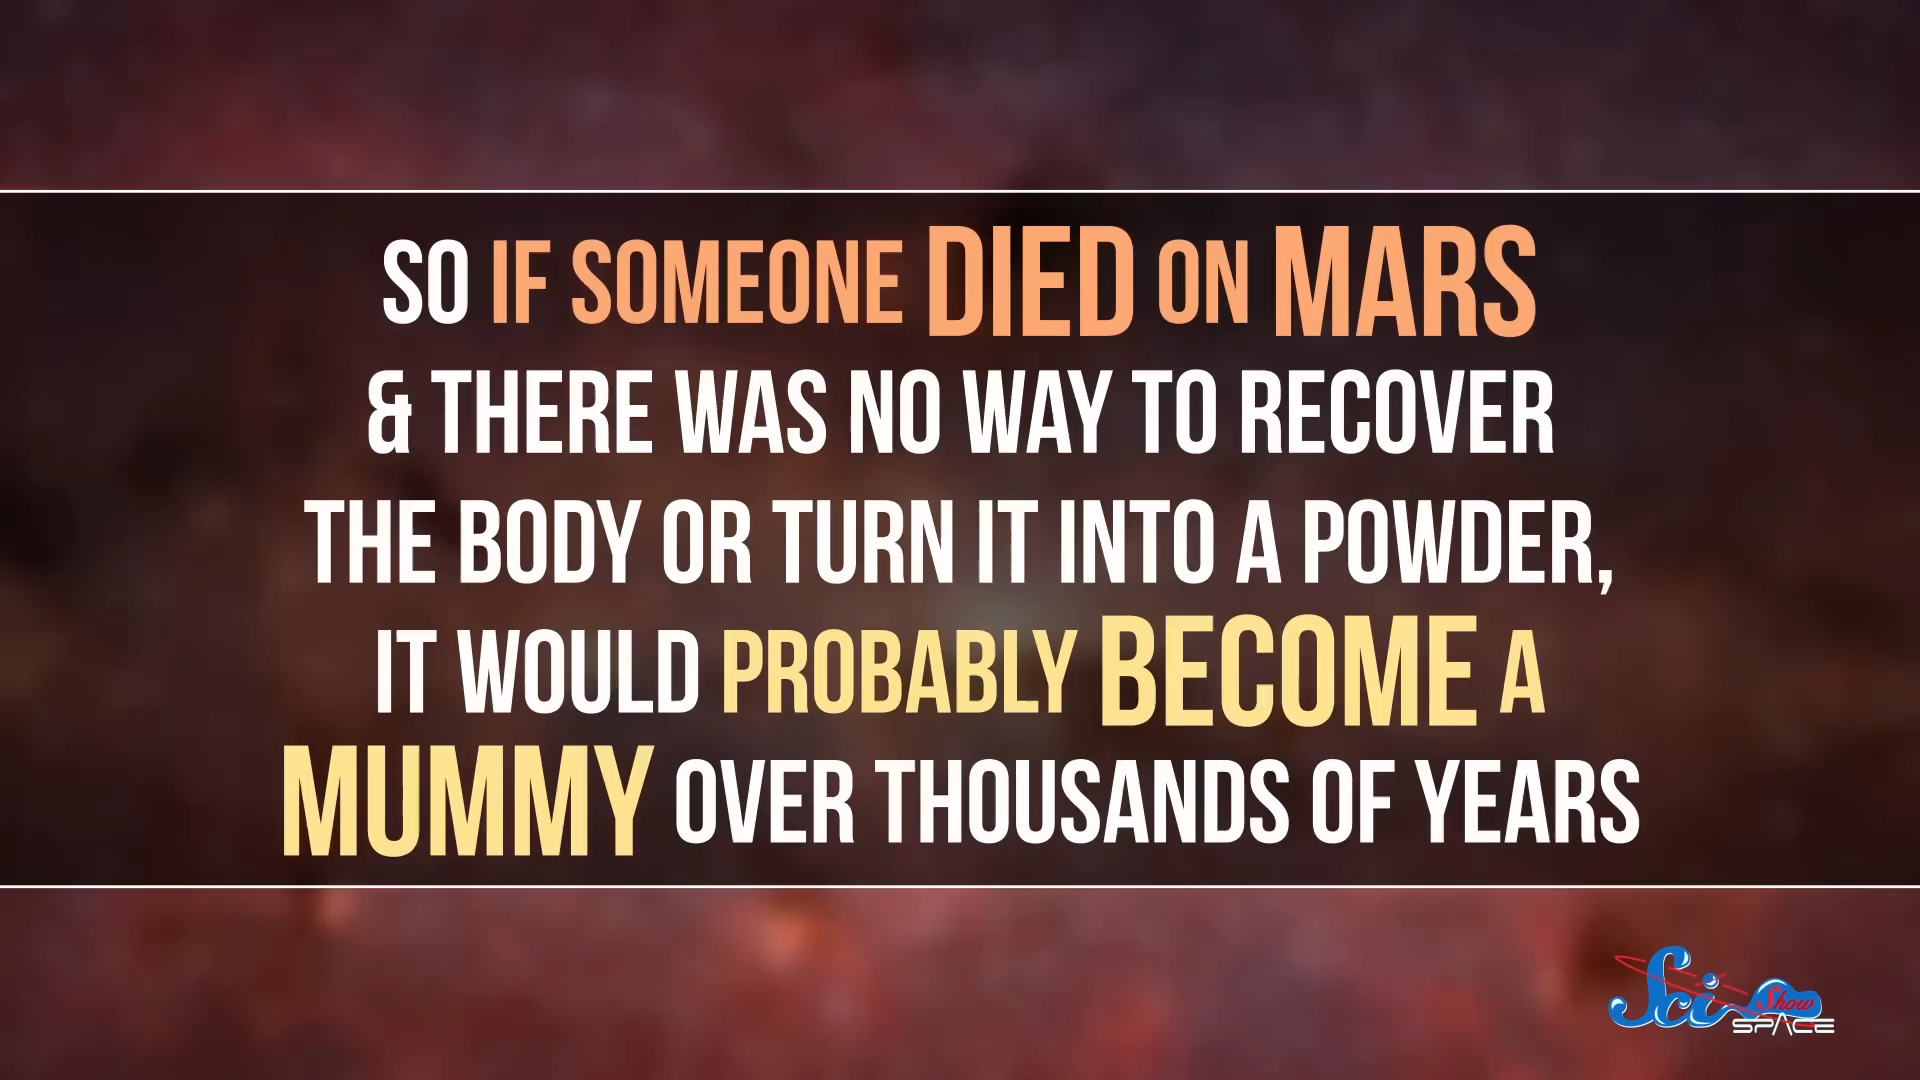 SO IF SOMEONE DIED ON MARS
& THERE WAS NO WAY TO RECOVER
THE BODY OR TURN IT INTO A POWDER,
IT WOULD PROBABLY BECOME A
MUMMY OVER THOUSANDS OF YEARS
Sci Show
SPACE